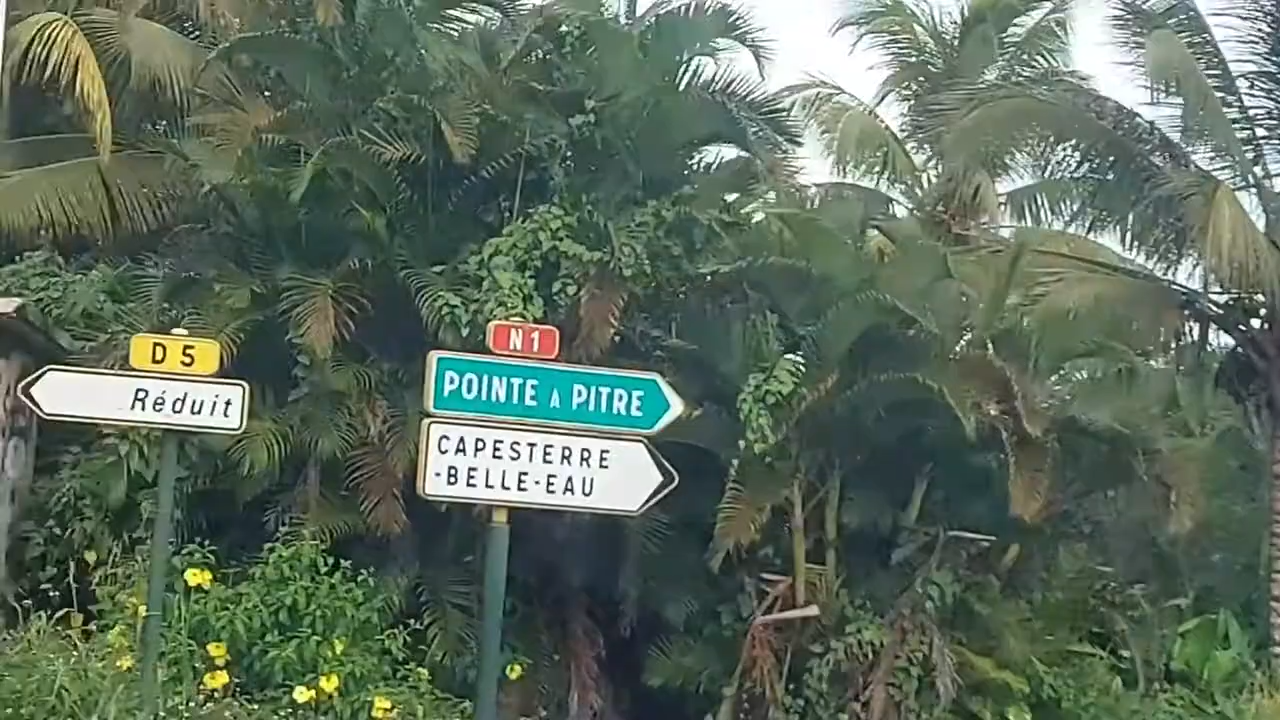 D 5
Réduit
N 1
POINTE À PITRE
CAPESTERRE
-BELLE-EAU